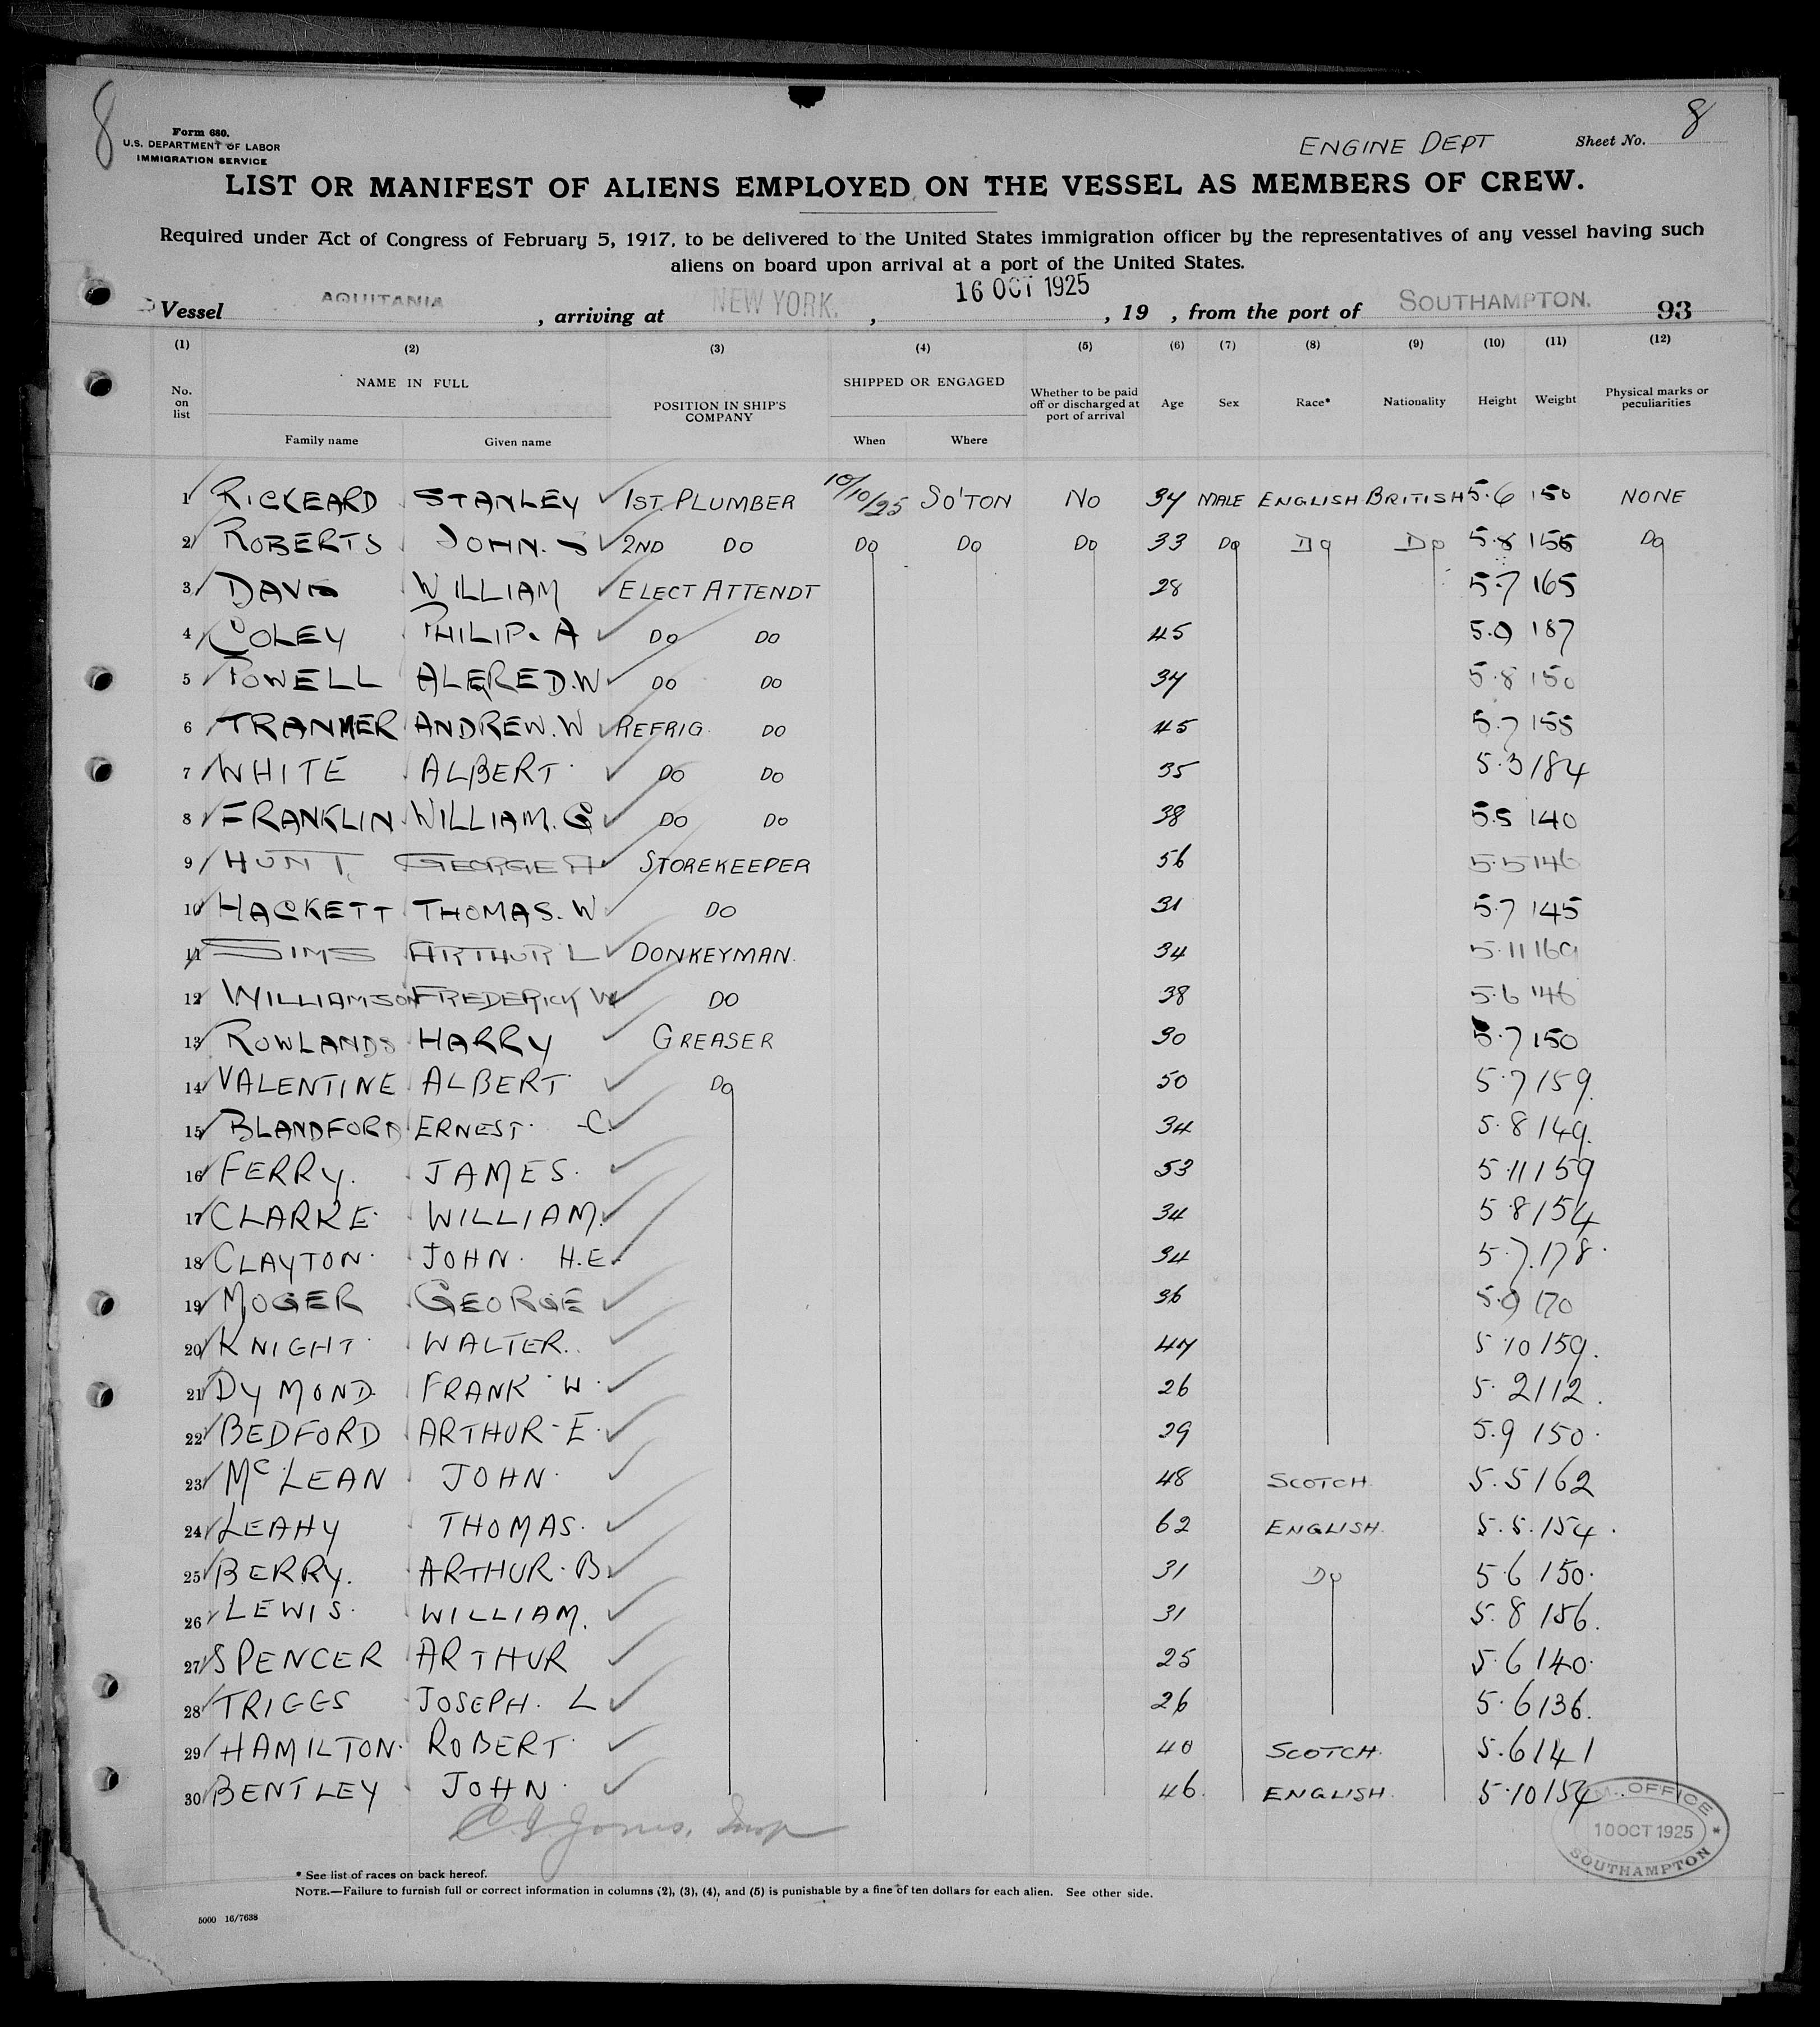 8
Form 680.
U.S. DEPARTMENT OF LABOR
IMMIGRATION SERVICE
ENGINE DEPT
Sheet No. 8
LIST OR MANIFEST OF ALIENS EMPLOYED ON THE VESSEL AS MEMBERS OF CREW.
Required under Act of Congress of February 5, 1917, to be delivered to the United States immigration officer by the representatives of any vessel having such
aliens on board upon arrival at a port of the United States.
Vessel AQUITANIA, arriving at NEW YORK, 16 OCT 1925, 19 , from the port of SOUTHAMPTON. 93
(1) (2) (3) (4) (5) (6) (7) (8) (9) (10) (11) (12)
No. on list NAME IN FULL POSITION IN SHIP'S COMPANY SHIPPED OR ENGAGED Whether to be paid off or discharged at port of arrival Age Sex Race* Nationality Height Weight Physical marks or peculiarities
Family name Given name When Where
1 RICKEARD STANLEY 1ST PLUMBER 10/10/25 SO'TON NO 34 MALE ENGLISH BRITISH 5.6 150 NONE
2 ROBERTS JOHN. S 2ND DO DO DO DO 33 DO DO DO 5.8 156 DO
3 DAVIS WILLIAM ELECT ATTENDT 28 5.7 165
4 COLEY PHILIP. A DO DO 45 5.9 187
5 POWELL ALFRED. W DO DO 34 5.8 150
6 TRANMER ANDREW. W REFRIG. DO 45 5.7 155
7 WHITE ALBERT DO DO 35 5.3 184
8 FRANKLIN WILLIAM. G DO DO 38 5.5 140
9 HUNT, GEORGE A STOREKEEPER 56 5.5 146
10 HACKETT THOMAS. W DO 31 5.7 145
11 SIMS ARTHUR L DONKEYMAN. 34 5.11 160
12 WILLIAMSON FREDERICK W DO 38 5.6 146
13 ROWLANDS HARRY GREASER 30 5.7 150
14 VALENTINE ALBERT DO 50 5.7 159.
15 BLANDFORD ERNEST C. 34 5.8 149.
16 FERRY. JAMES. 53 5.11 159
17 CLARKE WILLIAM. 34 5.8 154
18 CLAYTON JOHN. H.E. 34 5.7. 178.
19 MOGER GEORGE 36 5.9 170
20 KNIGHT WALTER. 47 5.10 159.
21 DYMOND FRANK W. 26 5.2 112.
22 BEDFORD ARTHUR-E. 29 5.9 150.
23 MC LEAN JOHN. 48 SCOTCH 5.5 162
24 LEAHY THOMAS. 62 ENGLISH. 5.5. 154.
25 BERRY. ARTHUR. B 31 DO 5.6 150.
26 LEWIS. WILLIAM. 31 5.8 156.
27 SPENCER ARTHUR 25 5.6 140.
28 TRIGGS JOSEPH. L 26 5.6 136.
29 HAMILTON. ROBERT 40 SCOTCH. 5.6 141
30 BENTLEY JOHN. 46. ENGLISH. 5.10 154
OFFICE
10 OCT 1925
SOUTHAMPTON
* See list of races on back hereof.
NOTE.—Failure to furnish full or correct information in columns (2), (3), (4), and (5) is punishable by a fine of ten dollars for each alien. See other side.
5000 16/7638